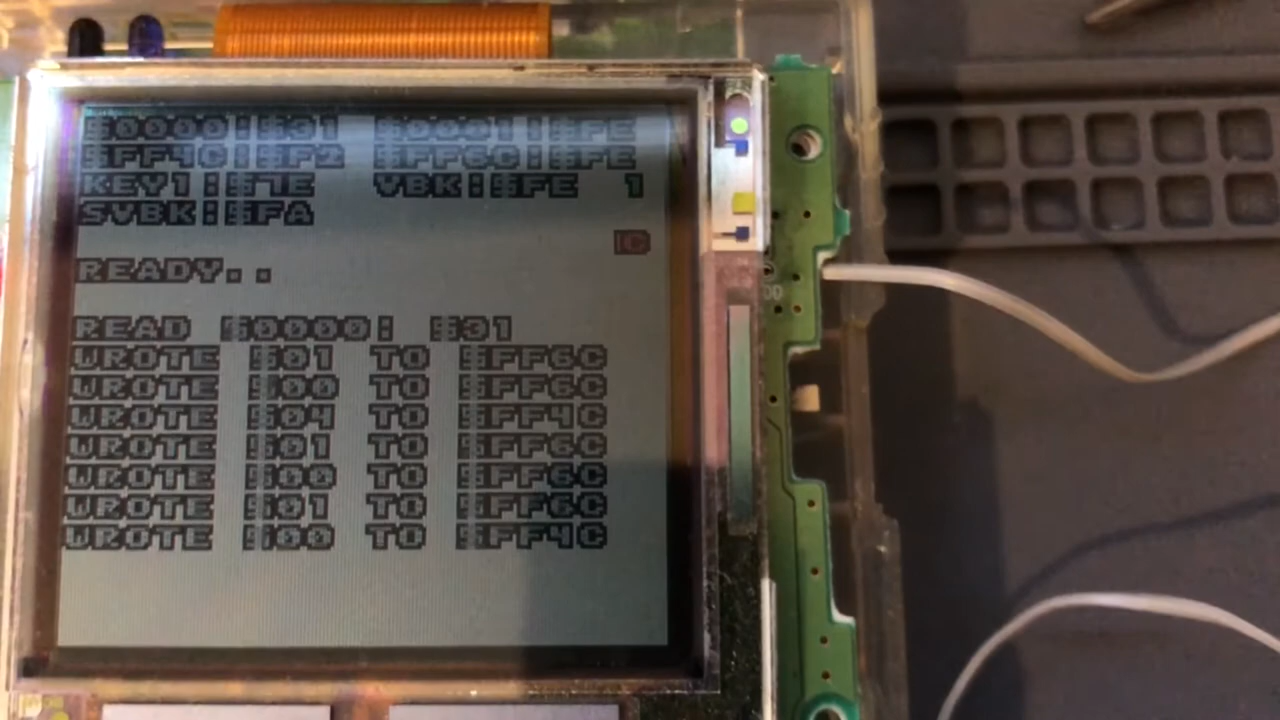 $0000:$31 $0001:$FE
$FF4C:$F2 $FF6C:$FE
KEY1:$7E VBK:$FE 1
SVBK:$FA
READY..
READ $0000: $31
WROTE $01 TO $FF6C
WROTE $00 TO $FF6C
WROTE $04 TO $FF4C
WROTE $01 TO $FF6C
WROTE $00 TO $FF6C
WROTE $01 TO $FF6C
WROTE $00 TO $FF4C